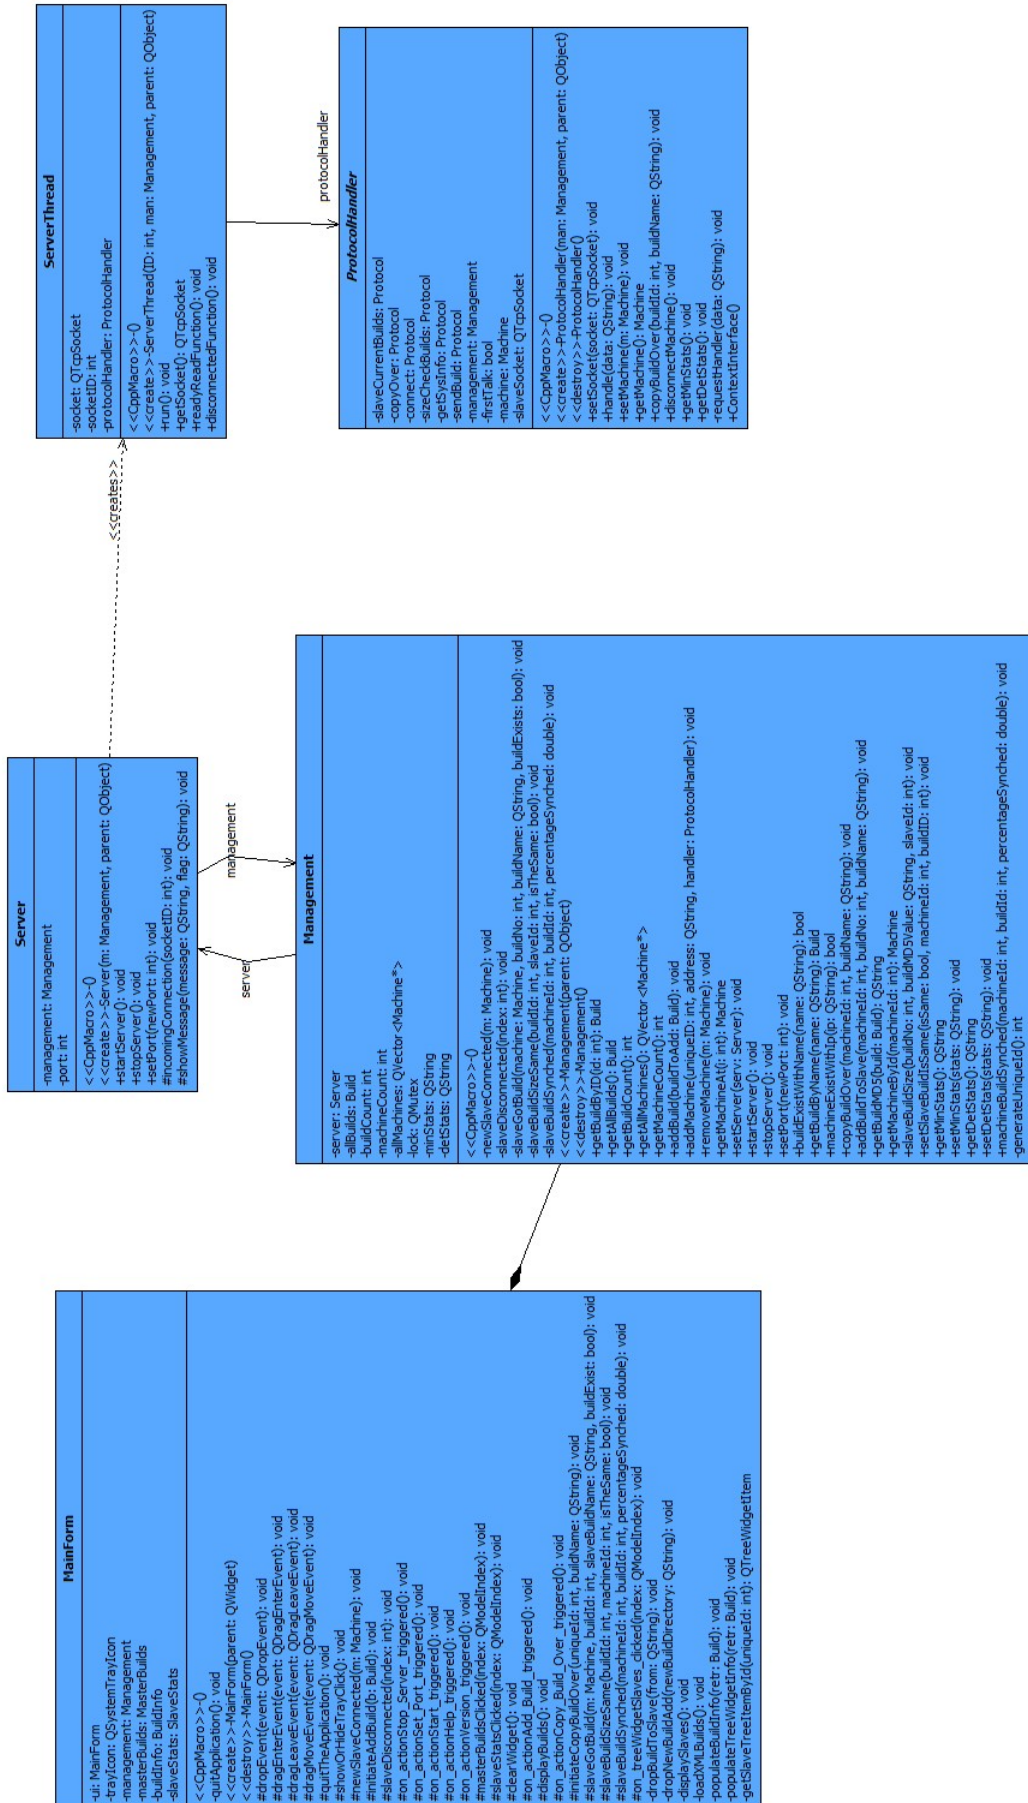 MainForm
-ui: MainForm
-trayIcon: QSystemTrayIcon
-management: Management
-masterBuilds: MasterBuilds
-buildInfo: BuildInfo
-slaveStats: SlaveStats
<<CppMacro>>-()
-quitApplication(): void
<<create>>-MainForm(parent: QWidget)
<<destroy>>-MainForm()
#dropEvent(event: QDropEvent): void
#dragEnterEvent(event: QDragEnterEvent): void
#dragLeaveEvent(event: QDragLeaveEvent): void
#dragMoveEvent(event: QDragMoveEvent): void
#quitTheApplication(): void
#showOrHideTrayClick(): void
#newSlaveConnected(m: Machine): void
#initiateAddBuild(b: Build): void
#slaveDisconnected(index: int): void
#on_actionStop_Server_triggered(): void
#on_actionSet_Port_triggered(): void
#on_actionStart_triggered(): void
#on_actionHelp_triggered(): void
#on_actionVersion_triggered(): void
#masterBuildsClicked(index: QModelIndex): void
#slaveStatsClicked(index: QModelIndex): void
#clearWidget(): void
#on_actionAdd_Build_triggered(): void
#displayBuilds(): void
#on_actionCopy_Build_Over_triggered(): void
#initiateCopyBuildOver(uniqueId: int, buildName: QString): void
#slaveGotBuild(m: Machine, buildId: int, slaveBuildName: QString, buildExist: bool): void
#slaveBuildSizeSame(buildId: int, machineId: int, isTheSame: bool): void
#slaveBuildSynched(machineId: int, buildId: int, percentageSynched: double): void
#on_treeWidgetSlaves_clicked(index: QModelIndex): void
-dropBuildToSlave(from: QString): void
-dropNewBuildAdd(newBuildDirectory: QString): void
-displaySlaves(): void
-loadXMLBuilds(): void
-populateBuildInfo(retr: Build): void
-populateTreeWidgetInfo(retr: Build): void
-getSlaveTreeItemById(uniqueId: int): QTreeWidgetItem
Server
-management: Management
-port: int
<<CppMacro>>-()
<<create>>-Server(m: Management, parent: QObject)
+startServer(): void
+stopServer(): void
+setPort(newPort: int): void
#incomingConnection(socketID: int): void
#showMessage(message: QString, flag: QString): void
server
management
Management
-server: Server
-allBuilds: Build
-buildCount: int
-machineCount: int
-allMachines: QVector<Machine*>
-lock: QMutex
-minStats: QString
-detStats: QString
<<CppMacro>>-()
-newSlaveConnected(m: Machine): void
-slaveDisconnected(index: int): void
-slaveGotBuild(machine: Machine, buildNo: int, buildName: QString, buildExists: bool): void
-slaveBuildSizeSame(buildId: int, slaveId: int, isTheSame: bool): void
-slaveBuildSynched(machineId: int, buildId: int, percentageSynched: double): void
<<create>>-Management(parent: QObject)
<<destroy>>-Management()
+getBuildByID(id: int): Build
+getAllBuilds(): Build
+getBuildCount(): int
+getAllMachines(): QVector<Machine*>
+getMachineCount(): int
+addBuild(buildToAdd: Build): void
+addMachine(uniqueID: int, address: QString, handler: ProtocolHandler): void
+removeMachine(m: Machine): void
+getMachineAt(i: int): Machine
+setServer(serv: Server): void
+startServer(): void
+stopServer(): void
+setPort(newPort: int): void
+buildExistWithName(name: QString): bool
+getBuildByName(name: QString): Build
+machineExistWithIp(ip: QString): bool
+copyBuildOver(machineId: int, buildName: QString): void
+addBuildToSlave(machineId: int, buildNo: int, buildName: QString): void
+getBuildMD5(build: Build): QString
+getMachineById(machineId: int): Machine
+slaveBuildSize(buildNo: int, buildMD5Value: QString, slaveId: int): void
+setSlaveBuildISame(isSame: bool, machineId: int, buildID: int): void
+getMinStats(): QString
+setMinStats(stats: QString): void
+getDetStats(): QString
+setDetStats(stats: QString): void
+machineBuildSynched(machineId: int, buildId: int, percentageSynched: double): void
-generateUniqueId(): int
<<creates>>
ServerThread
-socket: QTcpSocket
-socketID: int
-protocolHandler: ProtocolHandler
<<CppMacro>>-()
<<create>>-ServerThread(ID: int, man: Management, parent: QObject)
+run(): void
+getSocket(): QTcpSocket
+readyReadFunction(): void
+disconnectedFunction(): void
protocolHandler
ProtocolHandler
-slaveCurrentBuilds: Protocol
-copyOver: Protocol
-connect: Protocol
-sizeCheckBuilds: Protocol
-getSysInfo: Protocol
-sendBuild: Protocol
-management: Management
-firstTalk: bool
-machine: Machine
-slaveSocket: QTcpSocket
<<CppMacro>>-()
<<create>>-ProtocolHandler(man: Management, parent: QObject)
<<destroy>>-ProtocolHandler()
+setSocket(socket: QTcpSocket): void
+handle(data: QString): void
+setMachine(m: Machine): void
+getMachine(): Machine
+copyBuildOver(buildId: int, buildName: QString): void
+disconnectMachine(): void
+getMinStats(): void
+getDetStats(): void
-requestHandler(data: QString): void
+ContextInterface()